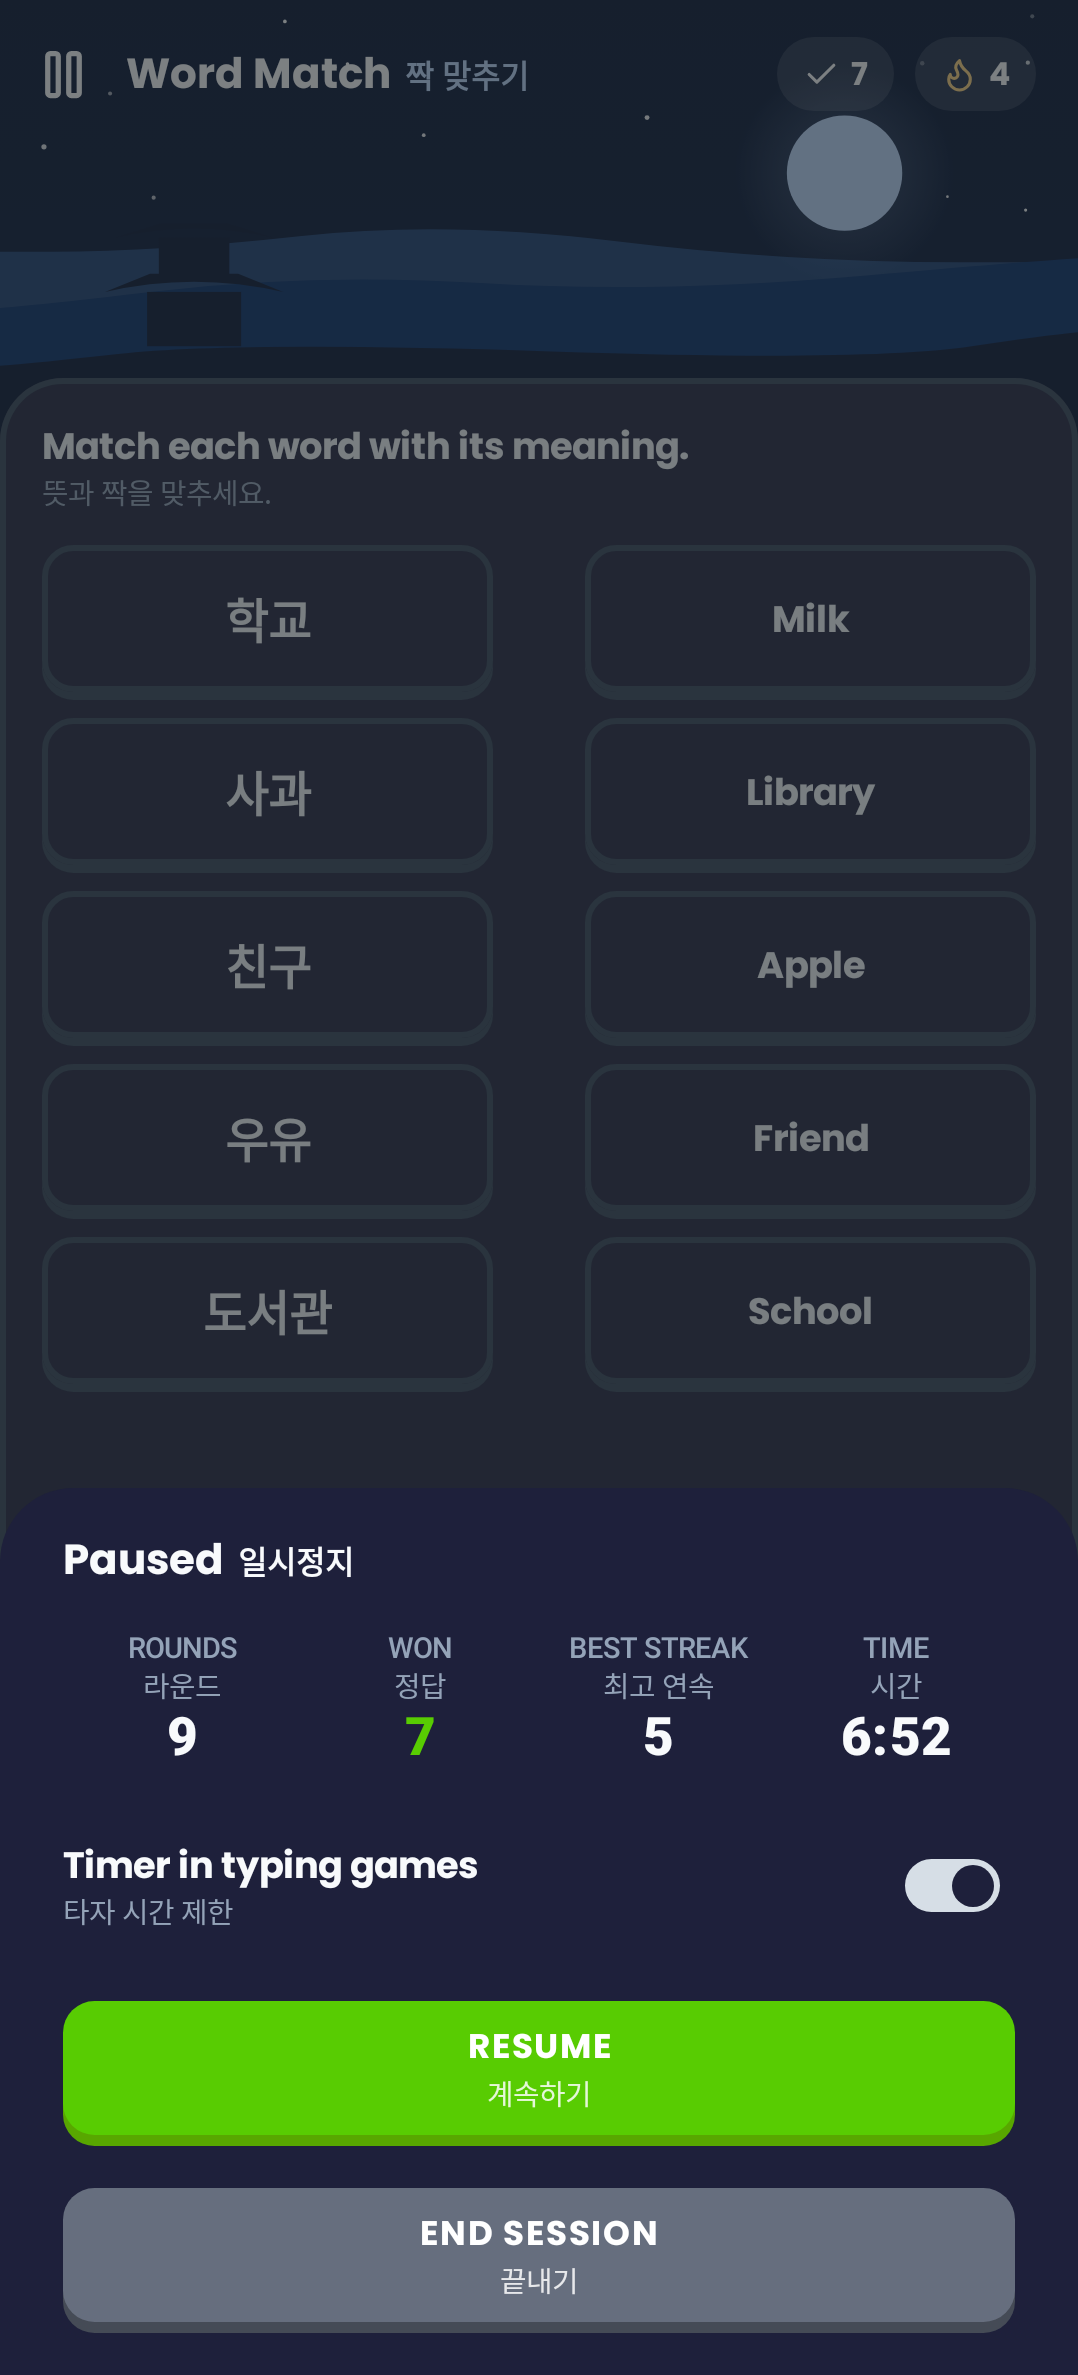 Word Match 짝 맞추기
7
4
Match each word with its meaning.
뜻과 짝을 맞추세요.
학교
Milk
사과
Library
친구
Apple
우유
Friend
도서관
School
Paused 일시정지
ROUNDS
라운드
9
WON
정답
7
BEST STREAK
최고 연속
5
TIME
시간
6:52
Timer in typing games
타자 시간 제한
RESUME
계속하기
END SESSION
끝내기